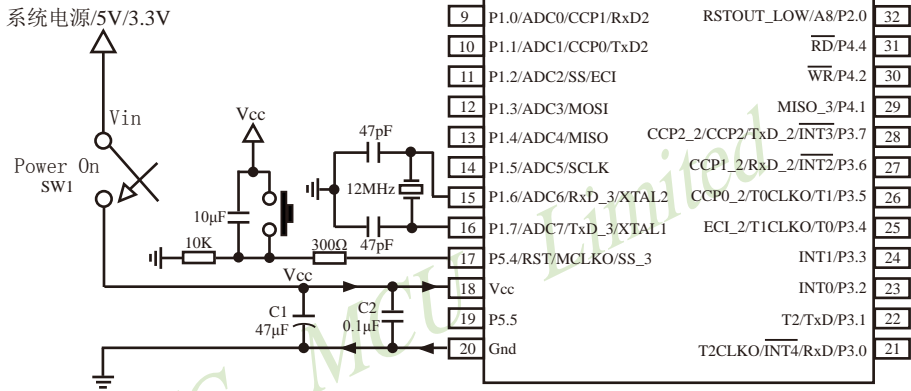 系统电源/5V/3.3V
Vin
Power On
SW1
Vcc
10μF
10K
300Ω
47pF
12MHz
47pF
Vcc
C1
47μF
C2
0.1μF
9 P1.0/ADC0/CCP1/RxD2
10 P1.1/ADC1/CCP0/TxD2
11 P1.2/ADC2/SS/ECI
12 P1.3/ADC3/MOSI
13 P1.4/ADC4/MISO
14 P1.5/ADC5/SCLK
15 P1.6/ADC6/RxD_3/XTAL2
16 P1.7/ADC7/TxD_3/XTAL1
17 P5.4/RST/MCLKO/SS_3
18 Vcc
19 P5.5
20 Gnd
RSTOUT_LOW/A8/P2.0 32
RD/P4.4 31
WR/P4.2 30
MISO_3/P4.1 29
CCP2_2/CCP2/TxD_2/INT3/P3.7 28
CCP1_2/RxD_2/INT2/P3.6 27
CCP0_2/T0CLKO/T1/P3.5 26
ECI_2/T1CLKO/T0/P3.4 25
INT1/P3.3 24
INT0/P3.2 23
T2/TxD/P3.1 22
T2CLKO/INT4/RxD/P3.0 21
MCU Limited